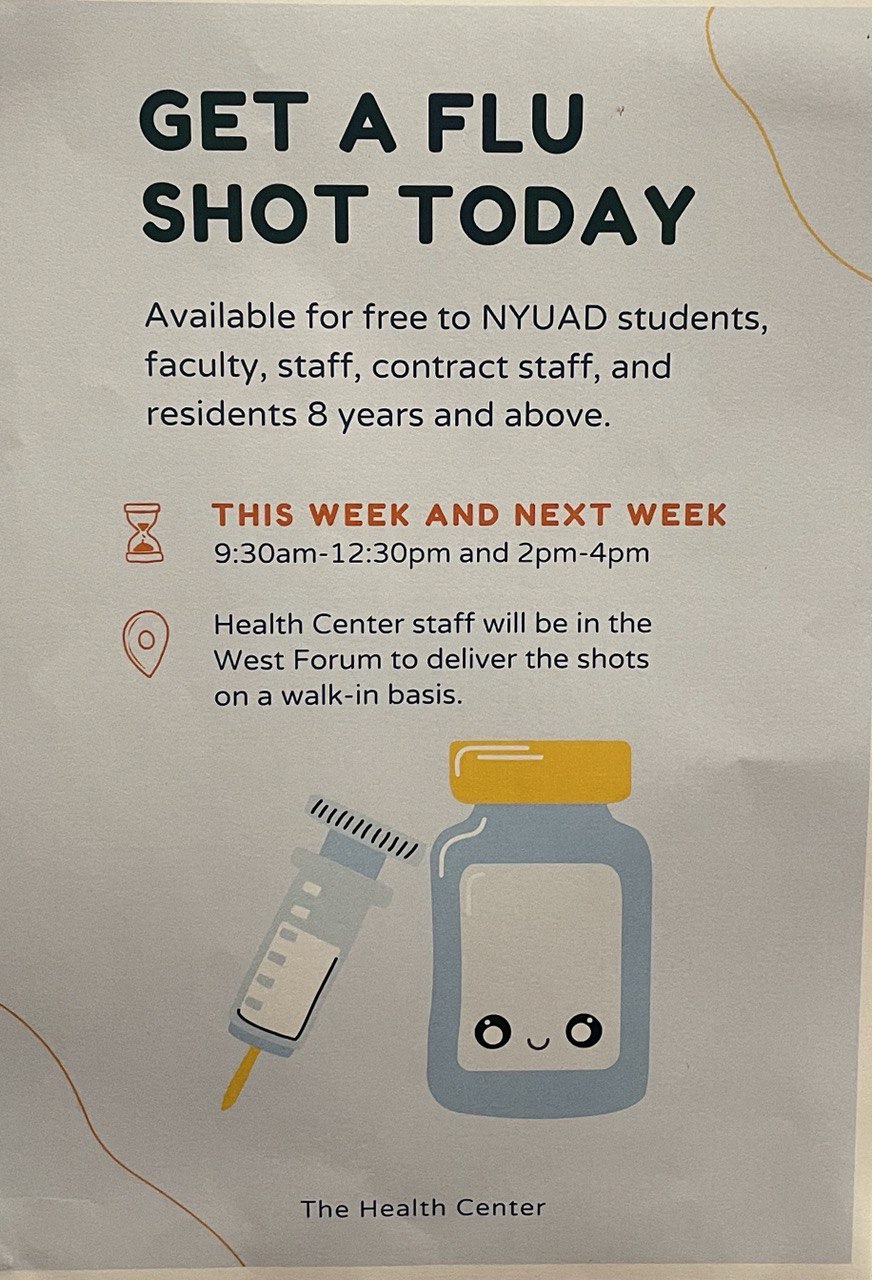 GET A FLU
SHOT TODAY
Available for free to NYUAD students,
faculty, staff, contract staff, and
residents 8 years and above.
THIS WEEK AND NEXT WEEK
9:30am-12:30pm and 2pm-4pm
Health Center staff will be in the
West Forum to deliver the shots
on a walk-in basis.
The Health Center